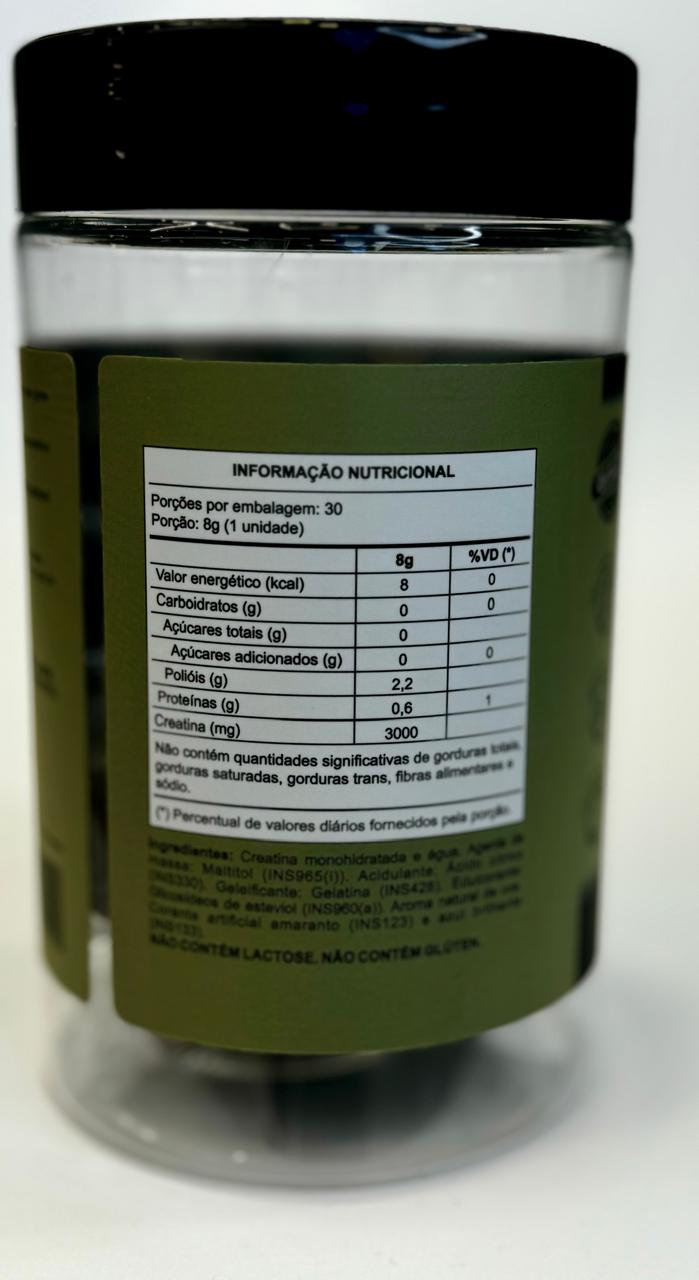 INFORMAÇÃO NUTRICIONAL
Porções por embalagem: 30
Porção: 8g (1 unidade)
8g %VD (*)
Valor energético (kcal) 8 0
Carboidratos (g) 0 0
Açúcares totais (g) 0
Açúcares adicionados (g) 0 0
Polióis (g) 2,2
Proteínas (g) 0,6 1
Creatina (mg) 3000
Não contém quantidades significativas de gorduras totais,
gorduras saturadas, gorduras trans, fibras alimentares e
sódio.
(*) Percentual de valores diários fornecidos pela porção.
Ingredientes: Creatina monohidratada e água. Agente de
massa: Maltitol (INS965(i)). Acidulante: Ácido cítrico
(INS330). Geleificante: Gelatina (INS428). Edulcorante
Glicosídeos de esteviol (INS960(a)). Aroma natural de uva.
Corante artificial amaranto (INS123) e azul brilhante
(INS133).
NÃO CONTÉM LACTOSE. NÃO CONTÉM GLÚTEN.